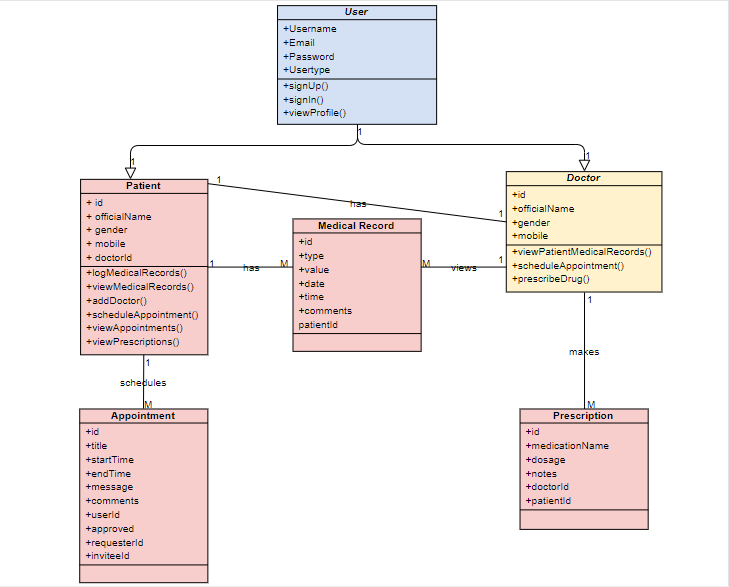 User
+Username
+Email
+Password
+Usertype
+signUp()
+signIn()
+viewProfile()
1
1
1
Patient
+ id
+ officialName
+ gender
+ mobile
+ doctorId
+logMedicalRecords()
+viewMedicalRecords()
+addDoctor()
+scheduleAppointment()
+viewAppointments()
+viewPrescriptions()
1
has
1
Doctor
+id
+officialName
+gender
+mobile
+viewPatientMedicalRecords()
+scheduleAppointment()
+prescribeDrug()
Medical Record
+id
+type
+value
+date
+time
+comments
patientId
1
has
M
M
views
1
1
schedules
M
1
makes
M
Appointment
+id
+title
+startTime
+endTime
+message
+comments
+userId
+approved
+requesterId
+inviteeId
Prescription
+id
+medicationName
+dosage
+notes
+doctorId
+patientId